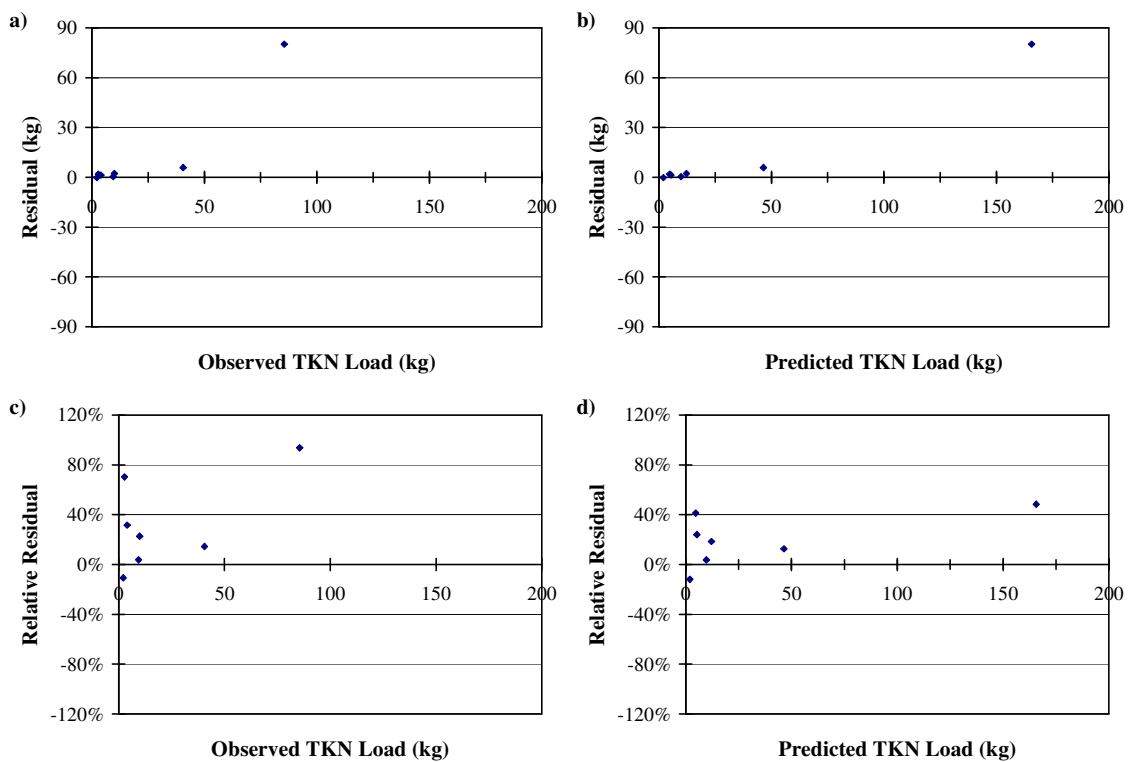 a)
90
60
30
0
-30
-60
-90
0 50 100 150 200
Residual (kg)
Observed TKN Load (kg)
b)
90
60
30
0
-30
-60
-90
0 50 100 150 200
Residual (kg)
Predicted TKN Load (kg)
c)
120%
80%
40%
0%
-40%
-80%
-120%
0 50 100 150 200
Relative Residual
Observed TKN Load (kg)
d)
120%
80%
40%
0%
-40%
-80%
-120%
0 50 100 150 200
Relative Residual
Predicted TKN Load (kg)